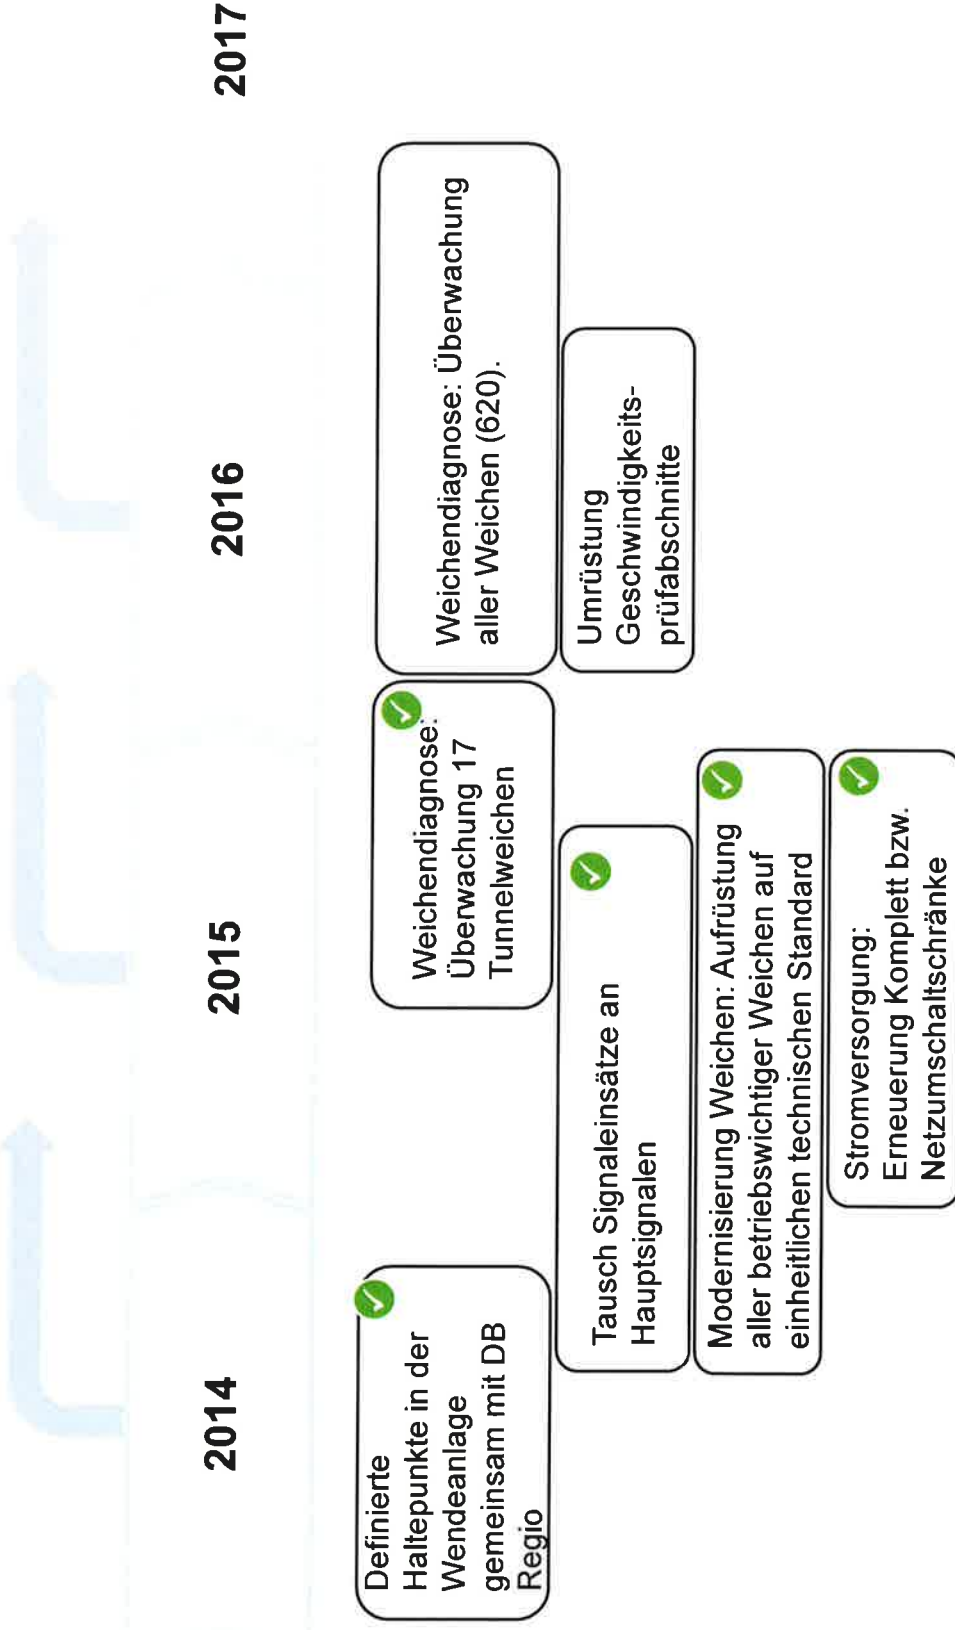 2014
2015
2016
2017
Definierte
Haltepunkte in der
Wendeanlage
gemeinsam mit DB
Regio
Weichendiagnose:
Überwachung 17
Tunnelweichen
Weichendiagnose: Überwachung
aller Weichen (620).
Tausch Signaleinsätze an
Hauptsignalen
Umrüstung
Geschwindigkeits-
prüfabschnitte
Modernisierung Weichen: Aufrüstung
aller betriebswichtiger Weichen auf
einheitlichen technischen Standard
Stromversorgung:
Erneuerung Komplett bzw.
Netzumschaltschränke